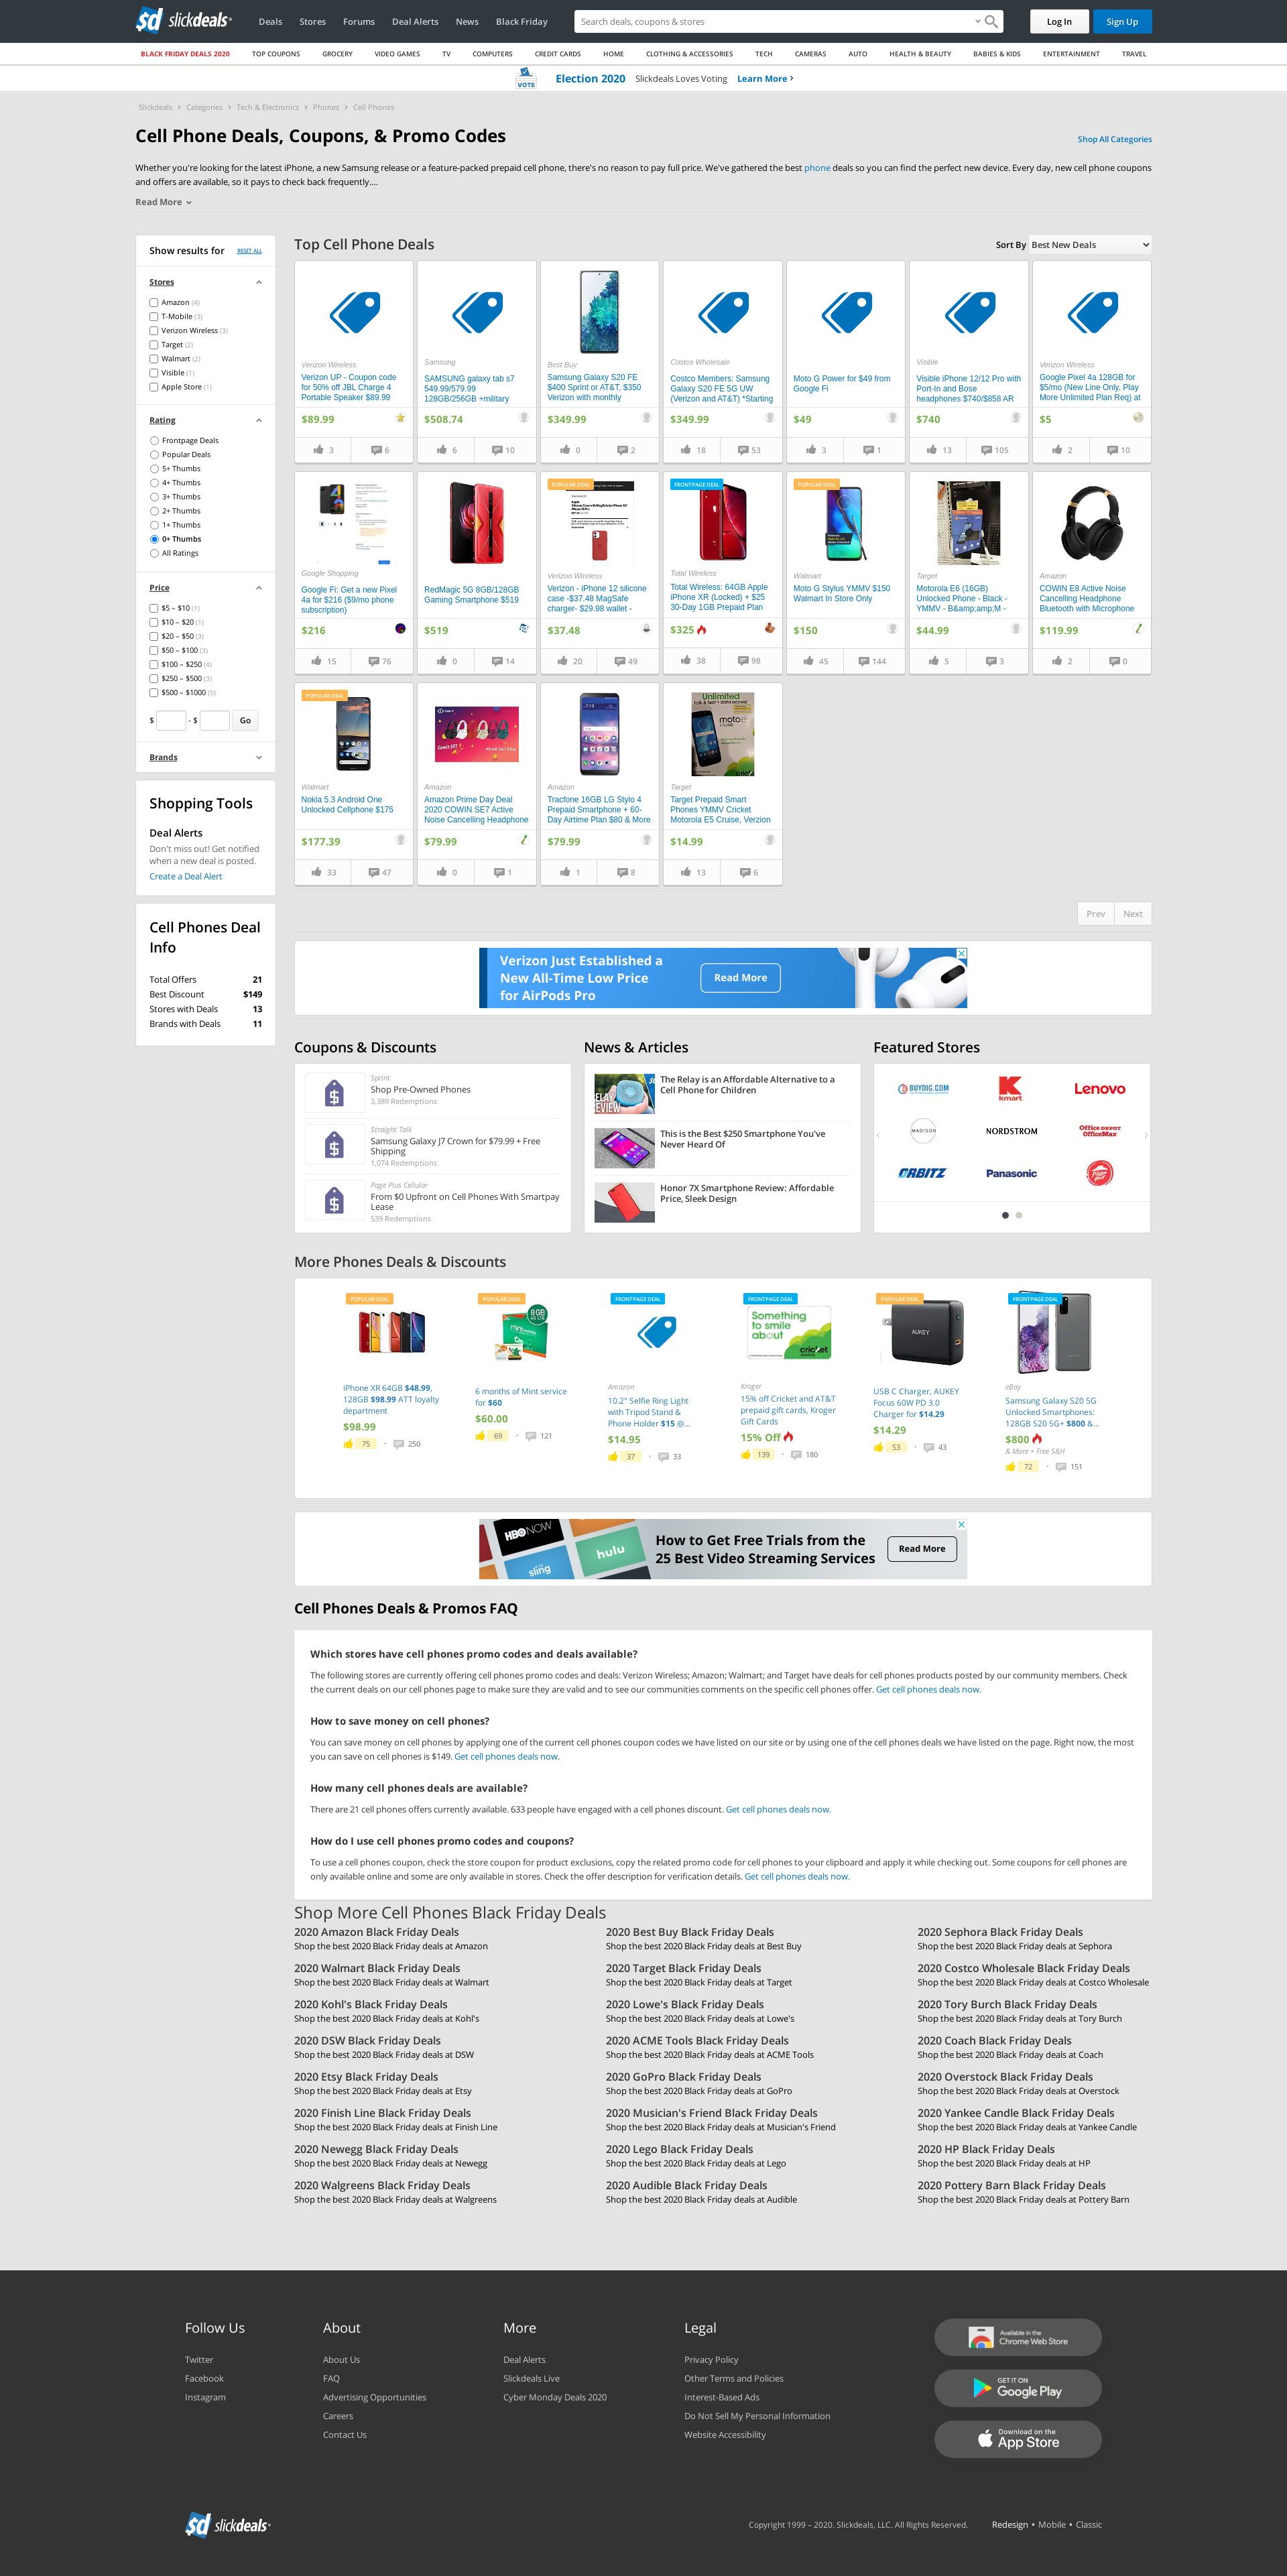 sd slickdeals
Deals Stores Forums Deal Alerts News Black Friday
Search deals, coupons & stores
Log In
Sign Up
BLACK FRIDAY DEALS 2020 TOP COUPONS GROCERY VIDEO GAMES TV COMPUTERS CREDIT CARDS HOME CLOTHING & ACCESSORIES TECH CAMERAS AUTO HEALTH & BEAUTY BABIES & KIDS ENTERTAINMENT TRAVEL
VOTE Election 2020 Slickdeals Loves Voting Learn More
Slickdeals > Categories > Tech & Electronics > Phones > Cell Phones
Cell Phone Deals, Coupons, & Promo Codes
Shop All Categories
Whether you're looking for the latest iPhone, a new Samsung release or a feature-packed prepaid cell phone, there's no reason to pay full price. We've gathered the best phone deals so you can find the perfect new device. Every day, new cell phone coupons
and offers are available, so it pays to check back frequently....
Read More
Show results for RESET ALL
Stores
Amazon (4)
T-Mobile (3)
Verizon Wireless (3)
Target (2)
Walmart (2)
Visible (1)
Apple Store (1)
Rating
Frontpage Deals
Popular Deals
5+ Thumbs
4+ Thumbs
3+ Thumbs
2+ Thumbs
1+ Thumbs
0+ Thumbs
All Ratings
Price
$5 – $10 (1)
$10 – $20 (1)
$20 – $50 (3)
$50 – $100 (3)
$100 – $250 (4)
$250 – $500 (3)
$500 – $1000 (5)
$ - $ Go
Brands
Shopping Tools
Deal Alerts
Don't miss out! Get notified
when a new deal is posted.
Create a Deal Alert
Cell Phones Deal
Info
Total Offers 21
Best Discount $149
Stores with Deals 13
Brands with Deals 11
Top Cell Phone Deals
Sort By Best New Deals
Verizon Wireless
Verizon UP - Coupon code
for 50% off JBL Charge 4
Portable Speaker $89.99
$89.99
3 6
Samsung
SAMSUNG galaxy tab s7
549.99/579.99
128GB/256GB +military
$508.74
6 10
Best Buy
Samsung Galaxy S20 FE
$400 Sprint or AT&T, $350
Verizon with monthly
$349.99
0 2
Costco Wholesale
Costco Members: Samsung
Galaxy S20 FE 5G UW
(Verizon and AT&T) *Starting
$349.99
18 53
Moto G Power for $49 from
Google Fi
$49
3 1
Visible
Visible iPhone 12/12 Pro with
Port-In and Bose
headphones $740/$858 AR
$740
13 105
Verizon Wireless
Google Pixel 4a 128GB for
$5/mo (New Line Only, Play
More Unlimited Plan Req) at
$5
2 10
Google Shopping
Google Fi: Get a new Pixel
4a for $216 ($9/mo phone
subscription)
$216
15 76
RedMagic 5G 8GB/128GB
Gaming Smartphone $519
$519
0 14
POPULAR DEAL
Verizon Wireless
Verizon - iPhone 12 silicone
case -$37.48 MagSafe
charger- $29.98 wallet -
$37.48
20 49
FRONTPAGE DEAL
Total Wireless
Total Wireless: 64GB Apple
iPhone XR (Locked) + $25
30-Day 1GB Prepaid Plan
$325
38 98
POPULAR DEAL
Walmart
Moto G Stylus YMMV $150
Walmart In Store Only
$150
45 144
Target
Motorola E6 (16GB)
Unlocked Phone - Black -
YMMV - B&amp;amp;M -
$44.99
5 3
Amazon
COWIN E8 Active Noise
Cancelling Headphone
Bluetooth with Microphone
$119.99
2 0
POPULAR DEAL
Walmart
Nokia 5.3 Android One
Unlocked Cellphone $175
$177.39
33 47
Amazon
Amazon Prime Day Deal
2020 COWIN SE7 Active
Noise Cancelling Headphone
$79.99
0 1
Amazon
Tracfone 16GB LG Stylo 4
Prepaid Smartphone + 60-
Day Airtime Plan $80 & More
$79.99
1 8
Unlimited
Target
Target Prepaid Smart
Phones YMMV Cricket
Motorola E5 Cruise, Verzion
$14.99
13 6
Prev Next
Verizon Just Established a
New All-Time Low Price
for AirPods Pro
Read More
Coupons & Discounts
Sprint
Shop Pre-Owned Phones
3,389 Redemptions
Straight Talk
Samsung Galaxy J7 Crown for $79.99 + Free
Shipping
1,074 Redemptions
Page Plus Cellular
From $0 Upfront on Cell Phones With Smartpay
Lease
539 Redemptions
News & Articles
The Relay is an Affordable Alternative to a
Cell Phone for Children
This is the Best $250 Smartphone You've
Never Heard Of
Honor 7X Smartphone Review: Affordable
Price, Sleek Design
Featured Stores
BUYDIG.COM kmart Lenovo
MADISON NORDSTROM Office DEPOT OfficeMax
ORBITZ Panasonic
More Phones Deals & Discounts
POPULAR DEAL
iPhone XR 64GB $48.99,
128GB $98.99 ATT loyalty
department
$98.99
75 · 250
POPULAR DEAL
8GB
6 months of Mint service
for $60
$60.00
69 · 121
FRONTPAGE DEAL
Amazon
10.2" Selfie Ring Light
with Tripod Stand &
Phone Holder $15 @...
$14.95
37 · 33
FRONTPAGE DEAL
Something
to smile
about
cricket
Kroger
15% off Cricket and AT&T
prepaid gift cards, Kroger
Gift Cards
15% Off
139 · 180
POPULAR DEAL
AUKEY
USB C Charger, AUKEY
Focus 60W PD 3.0
Charger for $14.29
$14.29
53 · 43
FRONTPAGE DEAL
eBay
Samsung Galaxy S20 5G
Unlocked Smartphones:
128GB S20 5G+ $800 &...
$800
& More + Free S&H
72 · 151
HBO NOW
hulu
sling
How to Get Free Trials from the
25 Best Video Streaming Services
Read More
Cell Phones Deals & Promos FAQ
Which stores have cell phones promo codes and deals available?
The following stores are currently offering cell phones promo codes and deals: Verizon Wireless; Amazon; Walmart; and Target have deals for cell phones products posted by our community members. Check
the current deals on our cell phones page to make sure they are valid and to see our communities comments on the specific cell phones offer. Get cell phones deals now.
How to save money on cell phones?
You can save money on cell phones by applying one of the current cell phones coupon codes we have listed on our site or by using one of the cell phones deals we have listed on the page. Right now, the most
you can save on cell phones is $149. Get cell phones deals now.
How many cell phones deals are available?
There are 21 cell phones offers currently available. 633 people have engaged with a cell phones discount. Get cell phones deals now.
How do I use cell phones promo codes and coupons?
To use a cell phones coupon, check the store coupon for product exclusions, copy the related promo code for cell phones to your clipboard and apply it while checking out. Some coupons for cell phones are
only available online and some are only available in stores. Check the offer description for verification details. Get cell phones deals now.
Shop More Cell Phones Black Friday Deals
2020 Amazon Black Friday Deals
Shop the best 2020 Black Friday deals at Amazon
2020 Best Buy Black Friday Deals
Shop the best 2020 Black Friday deals at Best Buy
2020 Sephora Black Friday Deals
Shop the best 2020 Black Friday deals at Sephora
2020 Walmart Black Friday Deals
Shop the best 2020 Black Friday deals at Walmart
2020 Target Black Friday Deals
Shop the best 2020 Black Friday deals at Target
2020 Costco Wholesale Black Friday Deals
Shop the best 2020 Black Friday deals at Costco Wholesale
2020 Kohl's Black Friday Deals
Shop the best 2020 Black Friday deals at Kohl's
2020 Lowe's Black Friday Deals
Shop the best 2020 Black Friday deals at Lowe's
2020 Tory Burch Black Friday Deals
Shop the best 2020 Black Friday deals at Tory Burch
2020 DSW Black Friday Deals
Shop the best 2020 Black Friday deals at DSW
2020 ACME Tools Black Friday Deals
Shop the best 2020 Black Friday deals at ACME Tools
2020 Coach Black Friday Deals
Shop the best 2020 Black Friday deals at Coach
2020 Etsy Black Friday Deals
Shop the best 2020 Black Friday deals at Etsy
2020 GoPro Black Friday Deals
Shop the best 2020 Black Friday deals at GoPro
2020 Overstock Black Friday Deals
Shop the best 2020 Black Friday deals at Overstock
2020 Finish Line Black Friday Deals
Shop the best 2020 Black Friday deals at Finish Line
2020 Musician's Friend Black Friday Deals
Shop the best 2020 Black Friday deals at Musician's Friend
2020 Yankee Candle Black Friday Deals
Shop the best 2020 Black Friday deals at Yankee Candle
2020 Newegg Black Friday Deals
Shop the best 2020 Black Friday deals at Newegg
2020 Lego Black Friday Deals
Shop the best 2020 Black Friday deals at Lego
2020 HP Black Friday Deals
Shop the best 2020 Black Friday deals at HP
2020 Walgreens Black Friday Deals
Shop the best 2020 Black Friday deals at Walgreens
2020 Audible Black Friday Deals
Shop the best 2020 Black Friday deals at Audible
2020 Pottery Barn Black Friday Deals
Shop the best 2020 Black Friday deals at Pottery Barn
Follow Us
Twitter
Facebook
Instagram
About
About Us
FAQ
Advertising Opportunities
Careers
Contact Us
More
Deal Alerts
Slickdeals Live
Cyber Monday Deals 2020
Legal
Privacy Policy
Other Terms and Policies
Interest-Based Ads
Do Not Sell My Personal Information
Website Accessibility
Available in the
Chrome Web Store
GET IT ON
Google Play
Download on the
App Store
sd slickdeals
Copyright 1999 – 2020. Slickdeals, LLC. All Rights Reserved. Redesign • Mobile • Classic